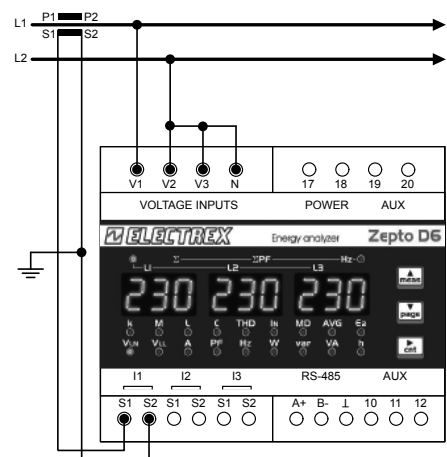 L1 P1 P2
S1 S2
L2
V1 V2 V3 N 17 18 19 20
VOLTAGE INPUTS POWER AUX
ELECTREX Energy analyzer Zepto D6
Σ ΣPF Hz
L1 L2 L3
230 230 230
meas
page
cnt
k M L C THD IN MD AVG Ea
VLN VLL A PF Hz W var VA h
I1 I2 I3 RS-485 AUX
S1 S2 S1 S2 S1 S2 A+ B- ⊥ 10 11 12